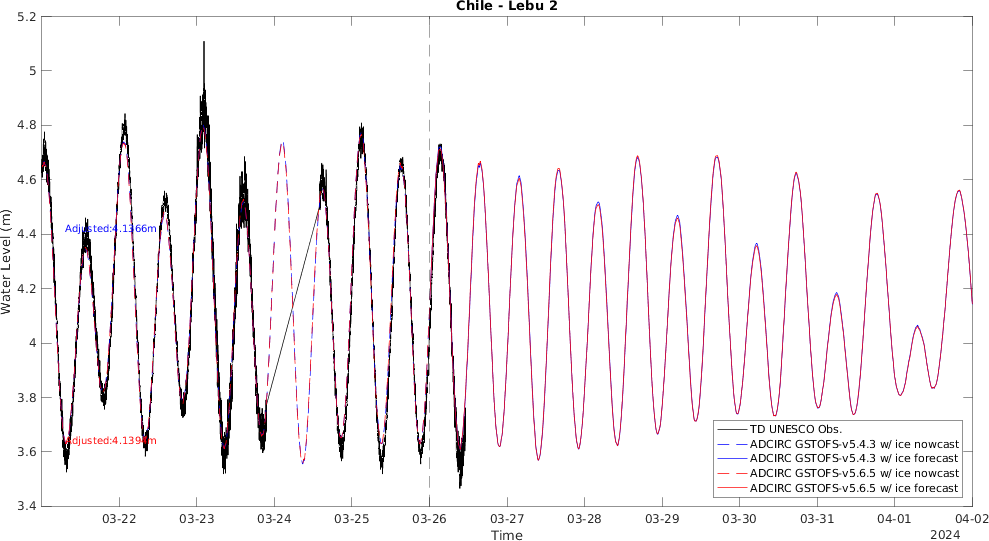 Chile - Lebu 2
5.2
5
4.8
4.6
4.4
4.2
4
3.8
3.6
3.4
Water Level (m)
Adjusted:4.1366m
Adjusted:4.1394m
TD UNESCO Obs.
ADCIRC GSTOFS-v5.4.3 w/ ice nowcast
ADCIRC GSTOFS-v5.4.3 w/ ice forecast
ADCIRC GSTOFS-v5.6.5 w/ ice nowcast
ADCIRC GSTOFS-v5.6.5 w/ ice forecast
03-22 03-23 03-24 03-25 03-26 03-27 03-28 03-29 03-30 03-31 04-01 04-02
Time
2024